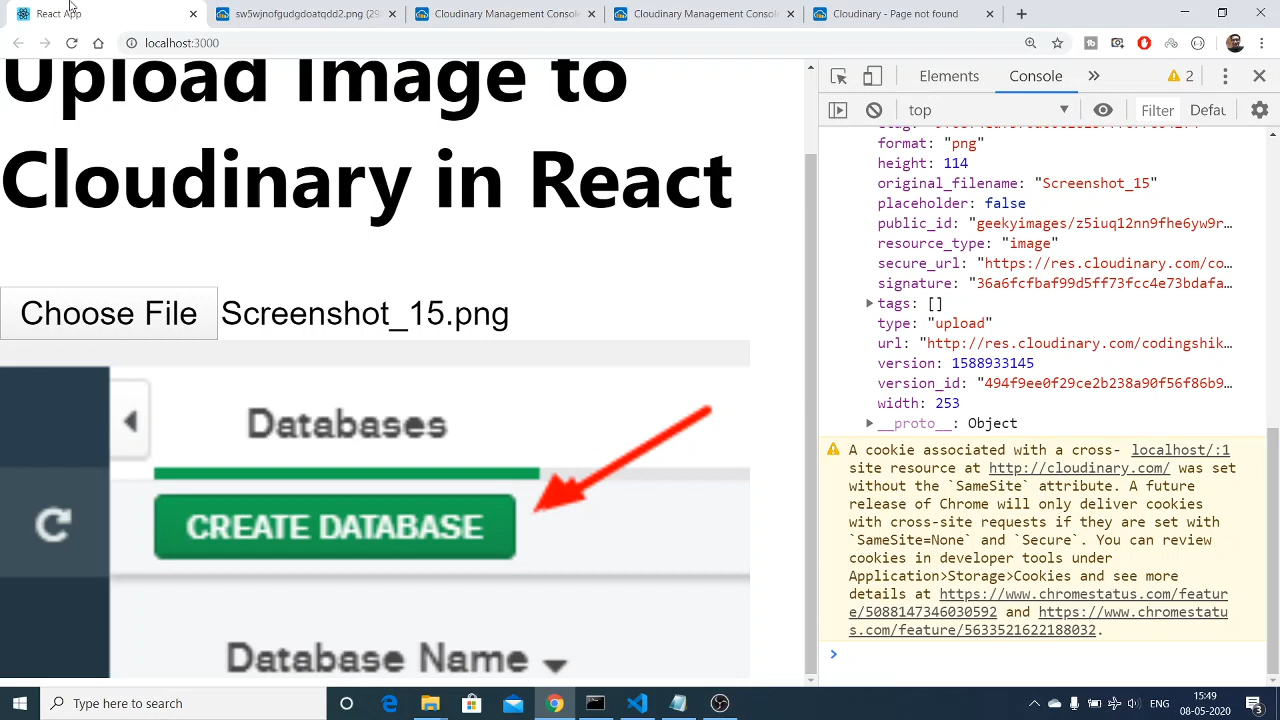 React App
sw5wjnofgudgdoatqdd2.png (29
Cloudinary Management Console
Cloudinary Management Console
Cloudinary - Page not found
localhost:3000
Upload Image to
Cloudinary in React
Choose File Screenshot_15.png
Databases
CREATE DATABASE
Database Name
Elements
Console
2
top
Filter
Defau
format: "png"
height: 114
original_filename: "Screenshot_15"
placeholder: false
public_id: "geekyimages/z5iuq12nn9fhe6yw9r…
resource_type: "image"
secure_url: "https://res.cloudinary.com/co…
signature: "36a6fcfbaf99d5ff73fcc4e73bdafa…
tags: []
type: "upload"
url: "http://res.cloudinary.com/codingshik…
version: 1588933145
version_id: "494f9ee0f29ce2b238a90f56f86b9…
width: 253
__proto__: Object
A cookie associated with a cross- localhost/:1
site resource at http://cloudinary.com/ was set
without the `SameSite` attribute. A future
release of Chrome will only deliver cookies
with cross-site requests if they are set with
`SameSite=None` and `Secure`. You can review
cookies in developer tools under
Application>Storage>Cookies and see more
details at https://www.chromestatus.com/featur
e/5088147346030592 and https://www.chromestatu
s.com/feature/5633521622188032.
Type here to search
ENG
15:49
08-05-2020
3